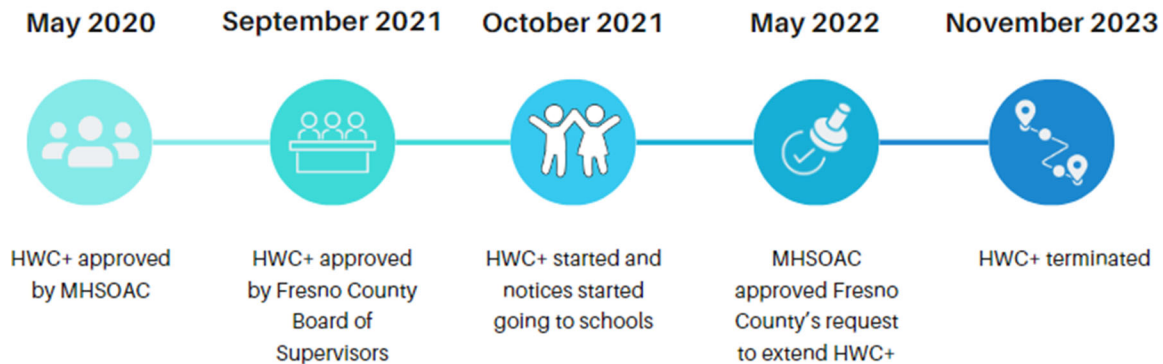 May 2020
September 2021
October 2021
May 2022
November 2023
HWC+ approved
by MHSOAC
HWC+ approved
by Fresno County
Board of
Supervisors
HWC+ started and
notices started
going to schools
MHSOAC
approved Fresno
County's request
to extend HWC+
HWC+ terminated